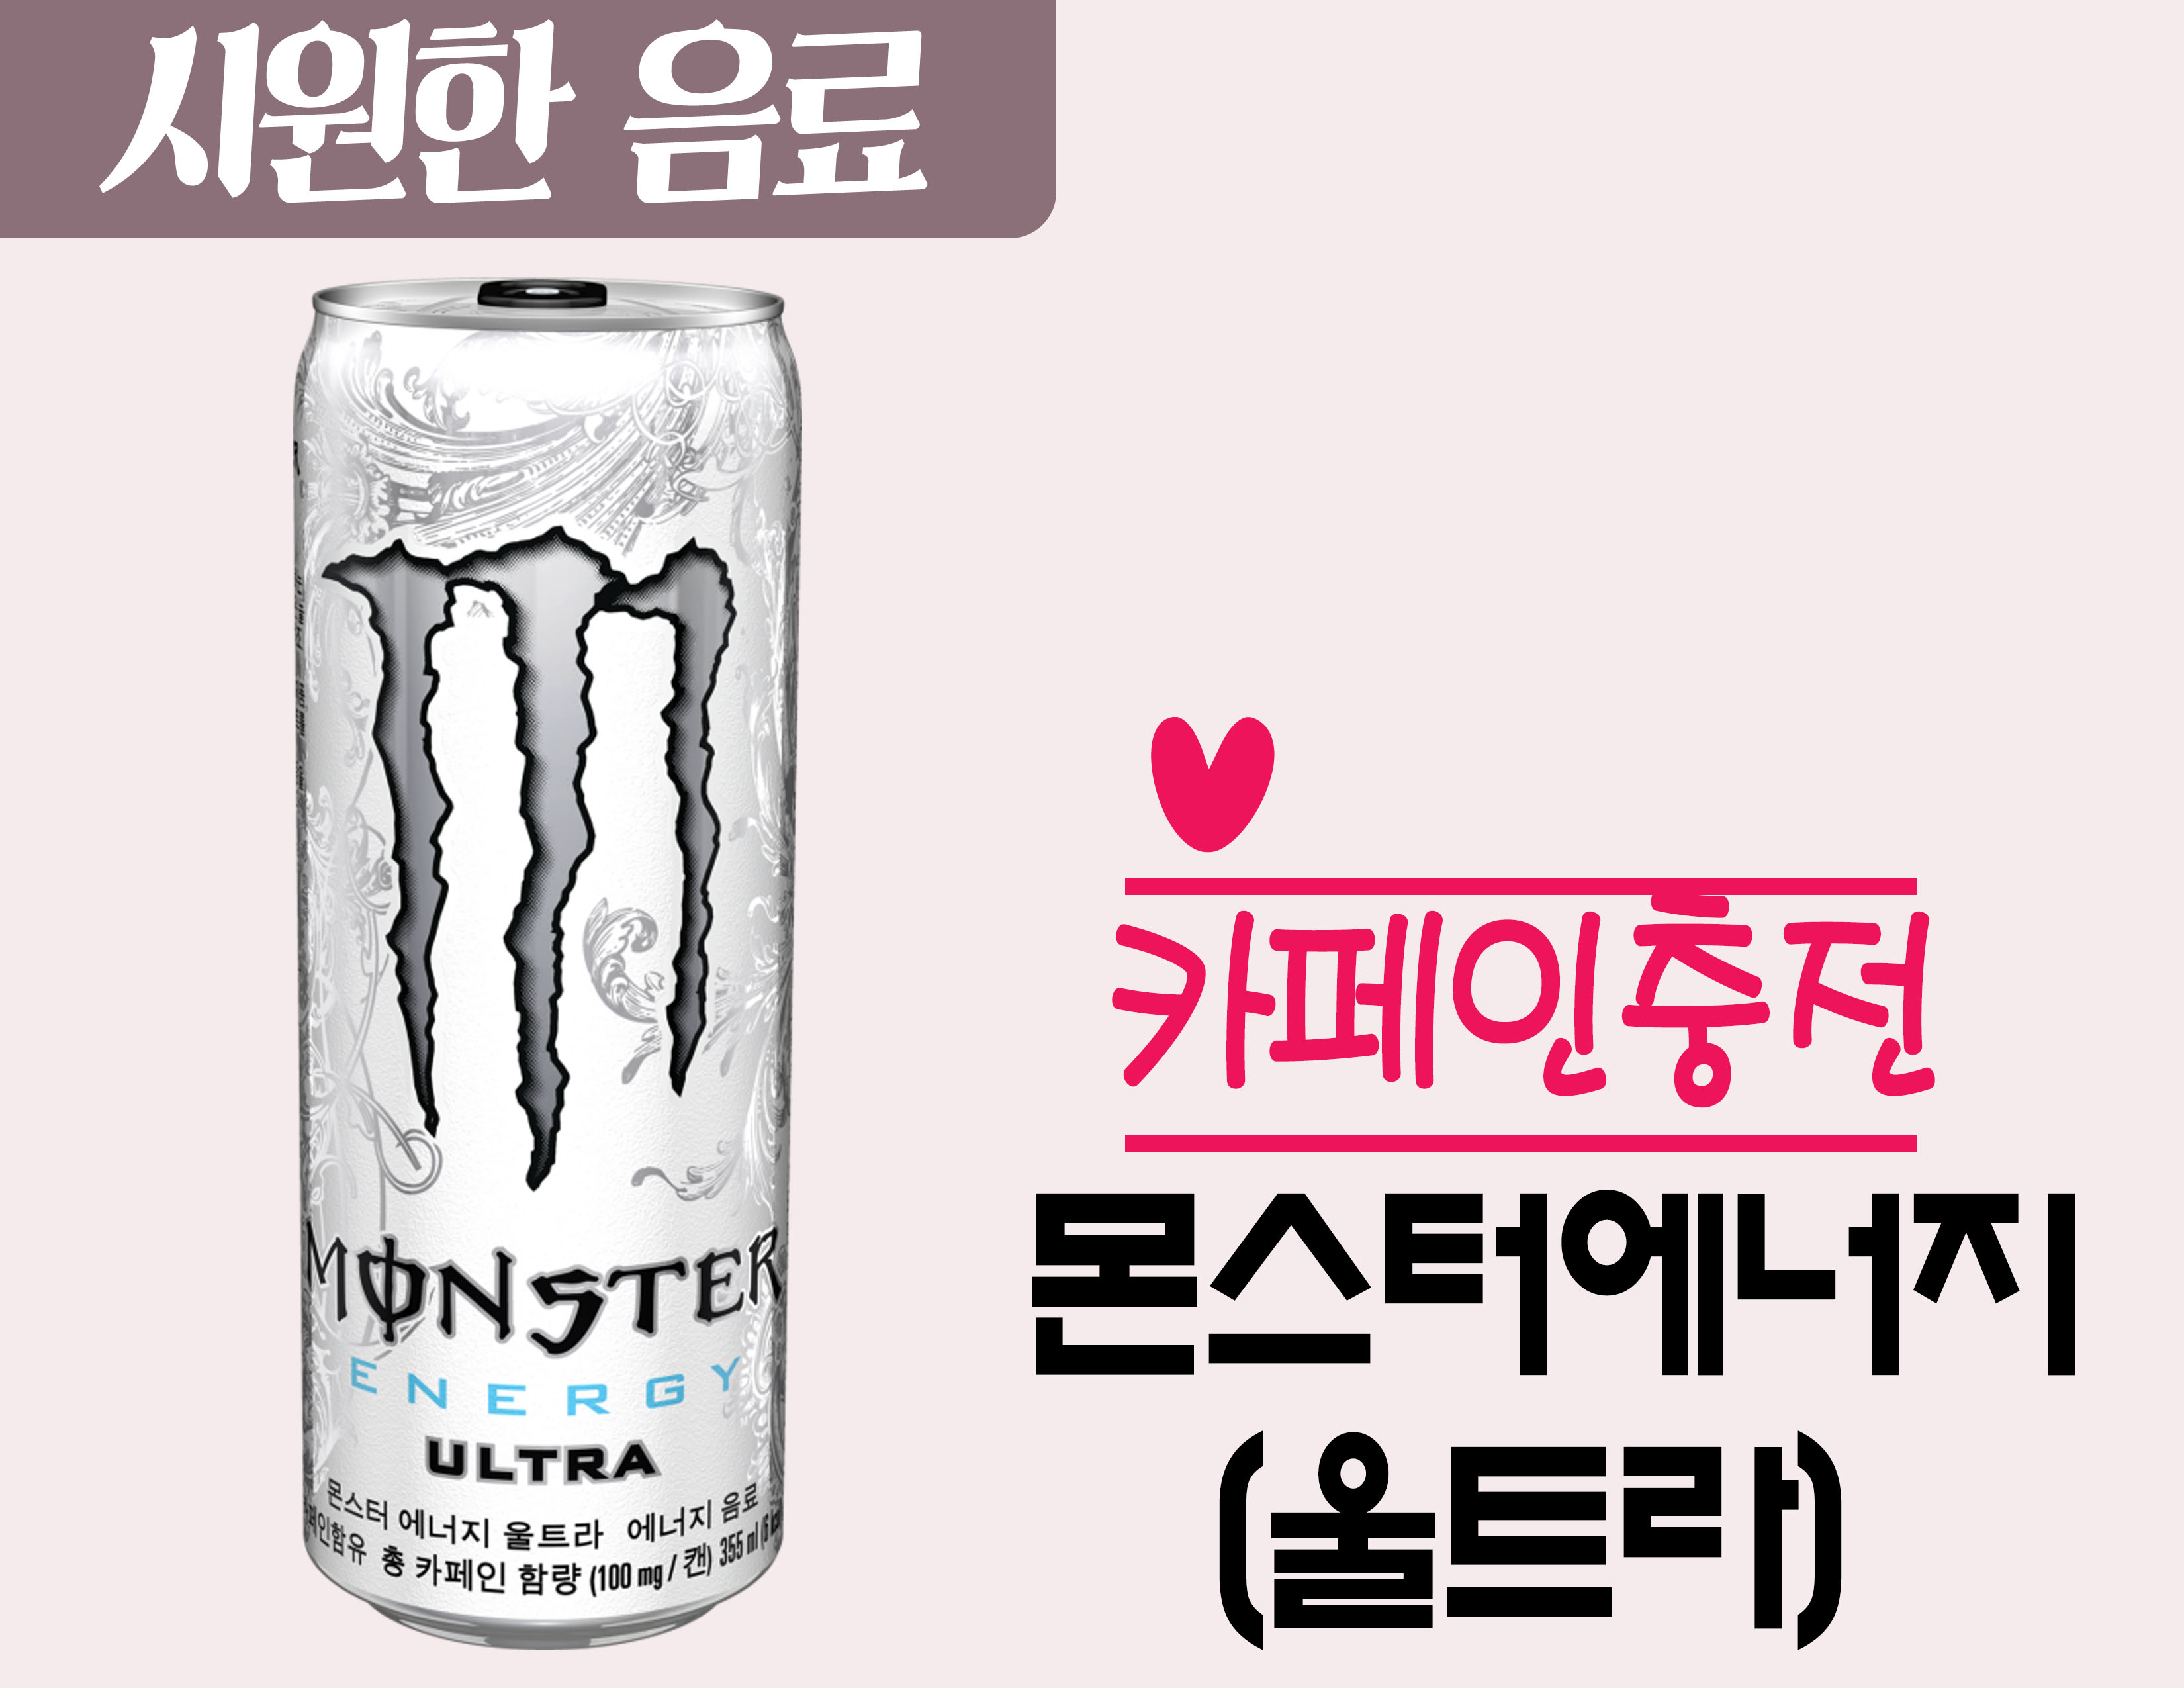 시원한 음료
MONSTER
ENERGY
ULTRA
몬스터 에너지 울트라 에너지 음료
인함유 총 카페인 함량 (100 mg / 캔) 355 ml
카페인충전
몬스터에너지
(울트라)